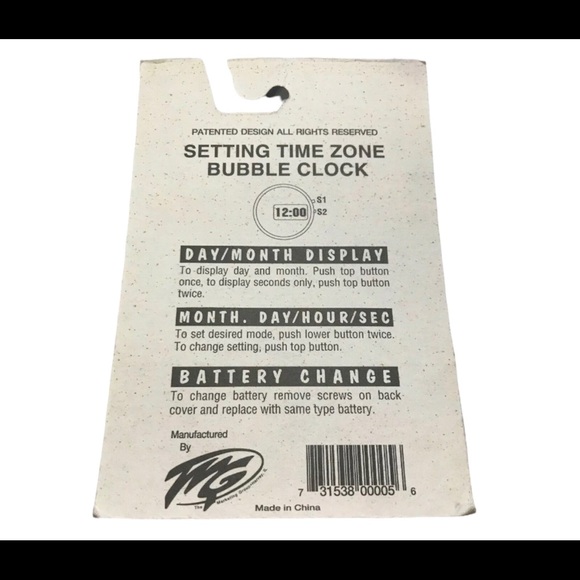 PATENTED DESIGN ALL RIGHTS RESERVED
SETTING TIME ZONE
BUBBLE CLOCK
12:00
S1
S2
DAY/MONTH DISPLAY
To display day and month. Push top button
once, to display seconds only, push top button
twice.
MONTH. DAY/HOUR/SEC
To set desired mode, push lower button twice.
To change setting, push top button.
BATTERY CHANGE
To change battery remove screws on back
cover and replace with same type battery.
Manufactured
By
TMG
The Marketing
7 31538 00005 6
Made in China